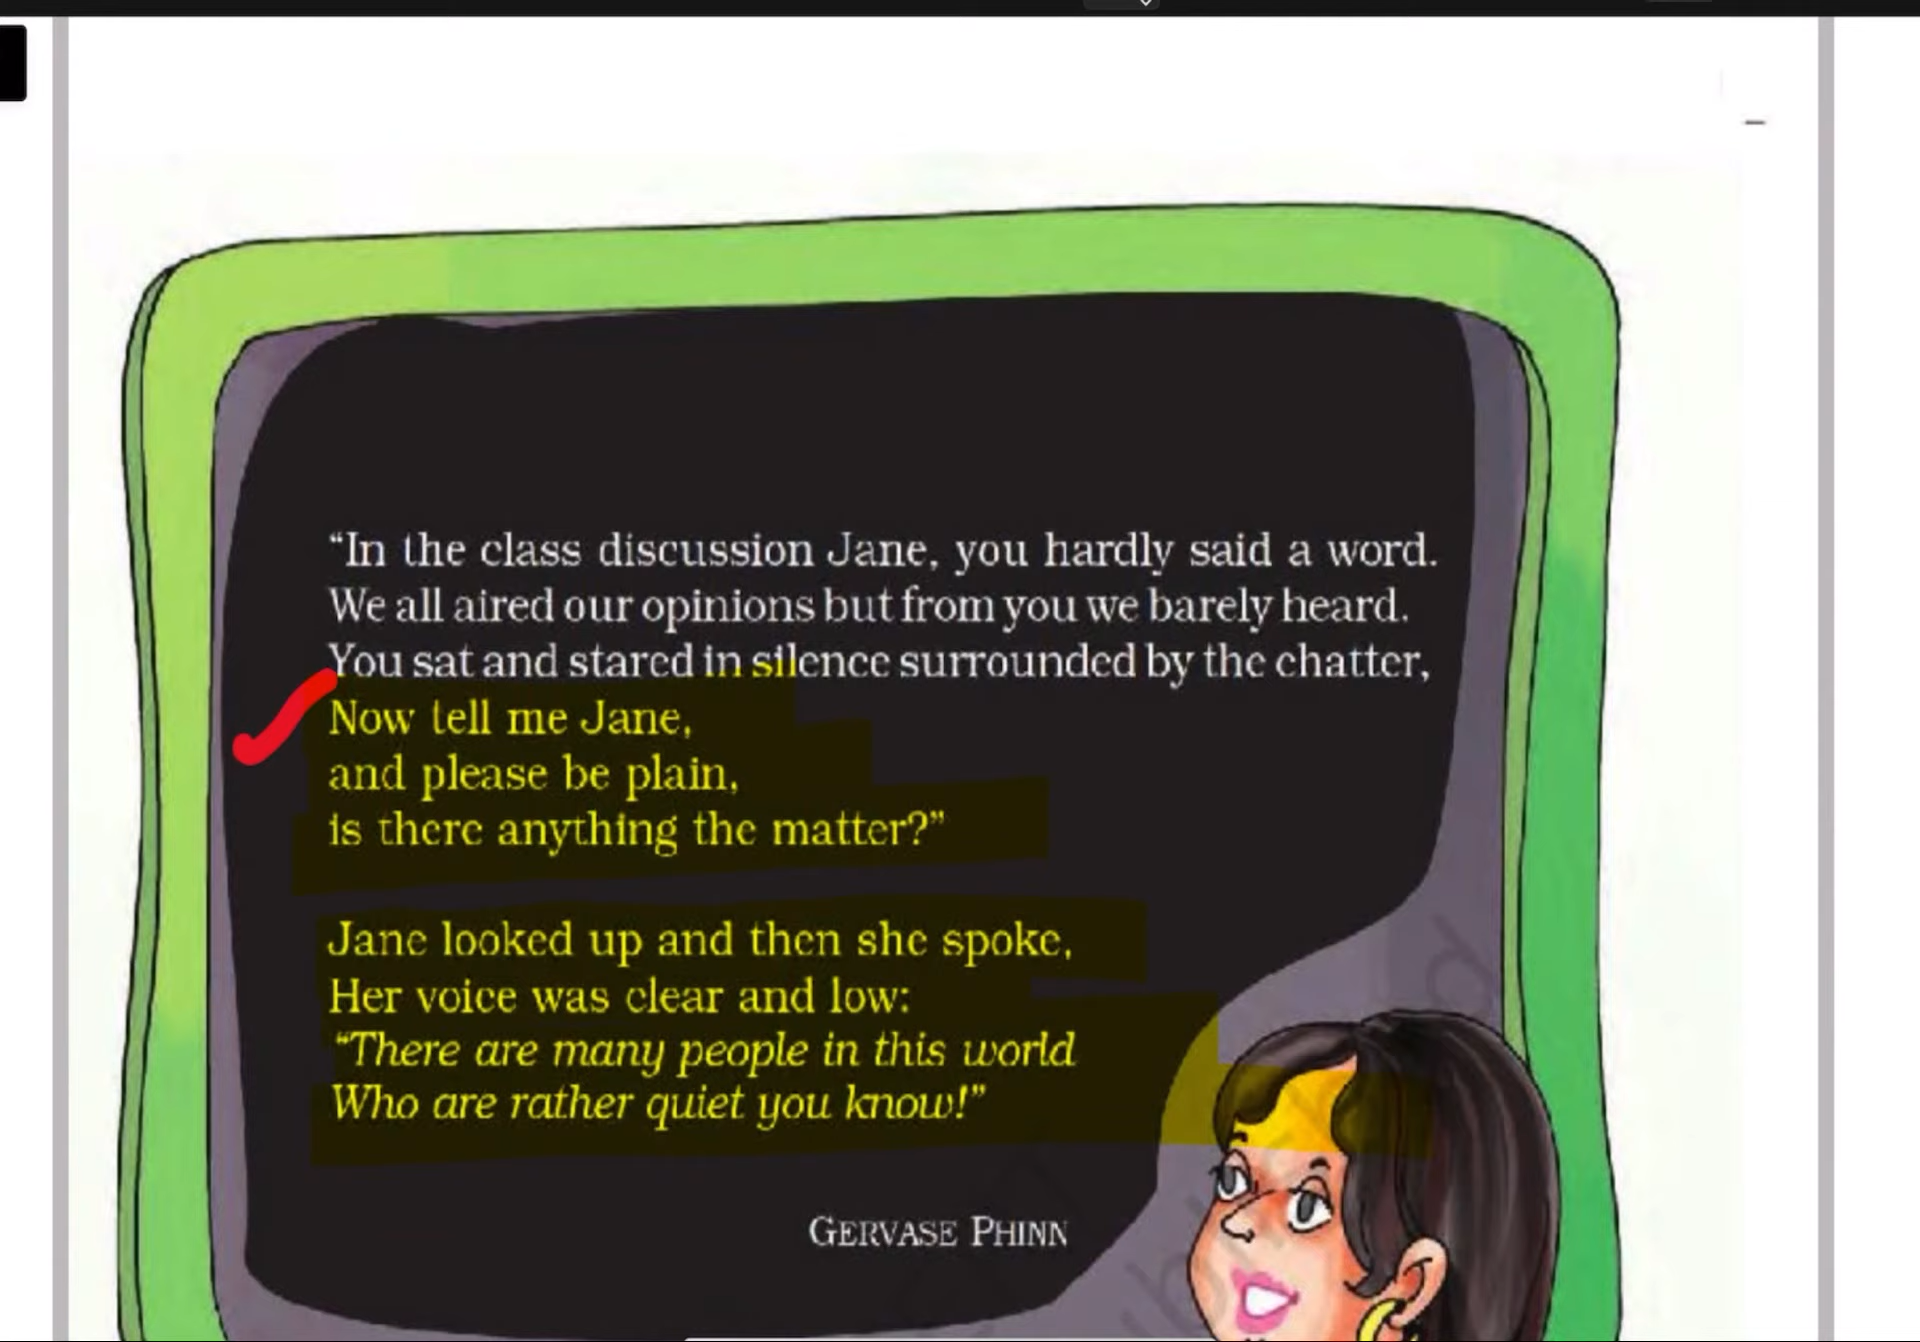 “In the class discussion Jane, you hardly said a word.
We all aired our opinions but from you we barely heard.
You sat and stared in silence surrounded by the chatter,
Now tell me Jane,
and please be plain,
is there anything the matter?”
Jane looked up and then she spoke,
Her voice was clear and low:
“There are many people in this world
Who are rather quiet you know!”
GERVASE PHINN